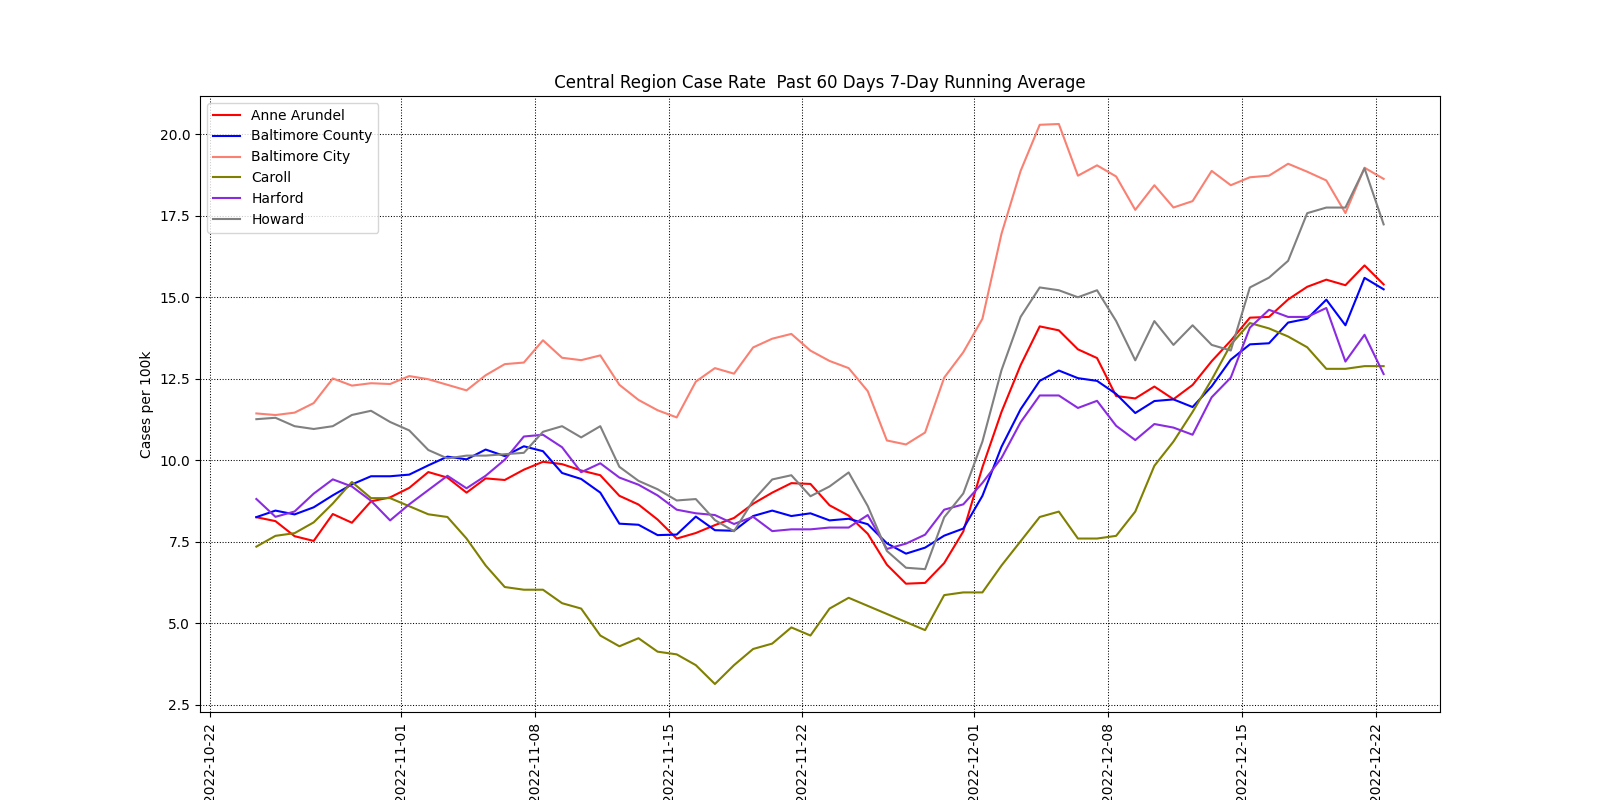 Central Region Case Rate  Past 60 Days 7-Day Running Average
Anne Arundel
Baltimore County
Baltimore City
Caroll
Harford
Howard
Cases per 100k
20.0
17.5
15.0
12.5
10.0
7.5
5.0
2.5
2022-10-22
2022-11-01
2022-11-08
2022-11-15
2022-11-22
2022-12-01
2022-12-08
2022-12-15
2022-12-22